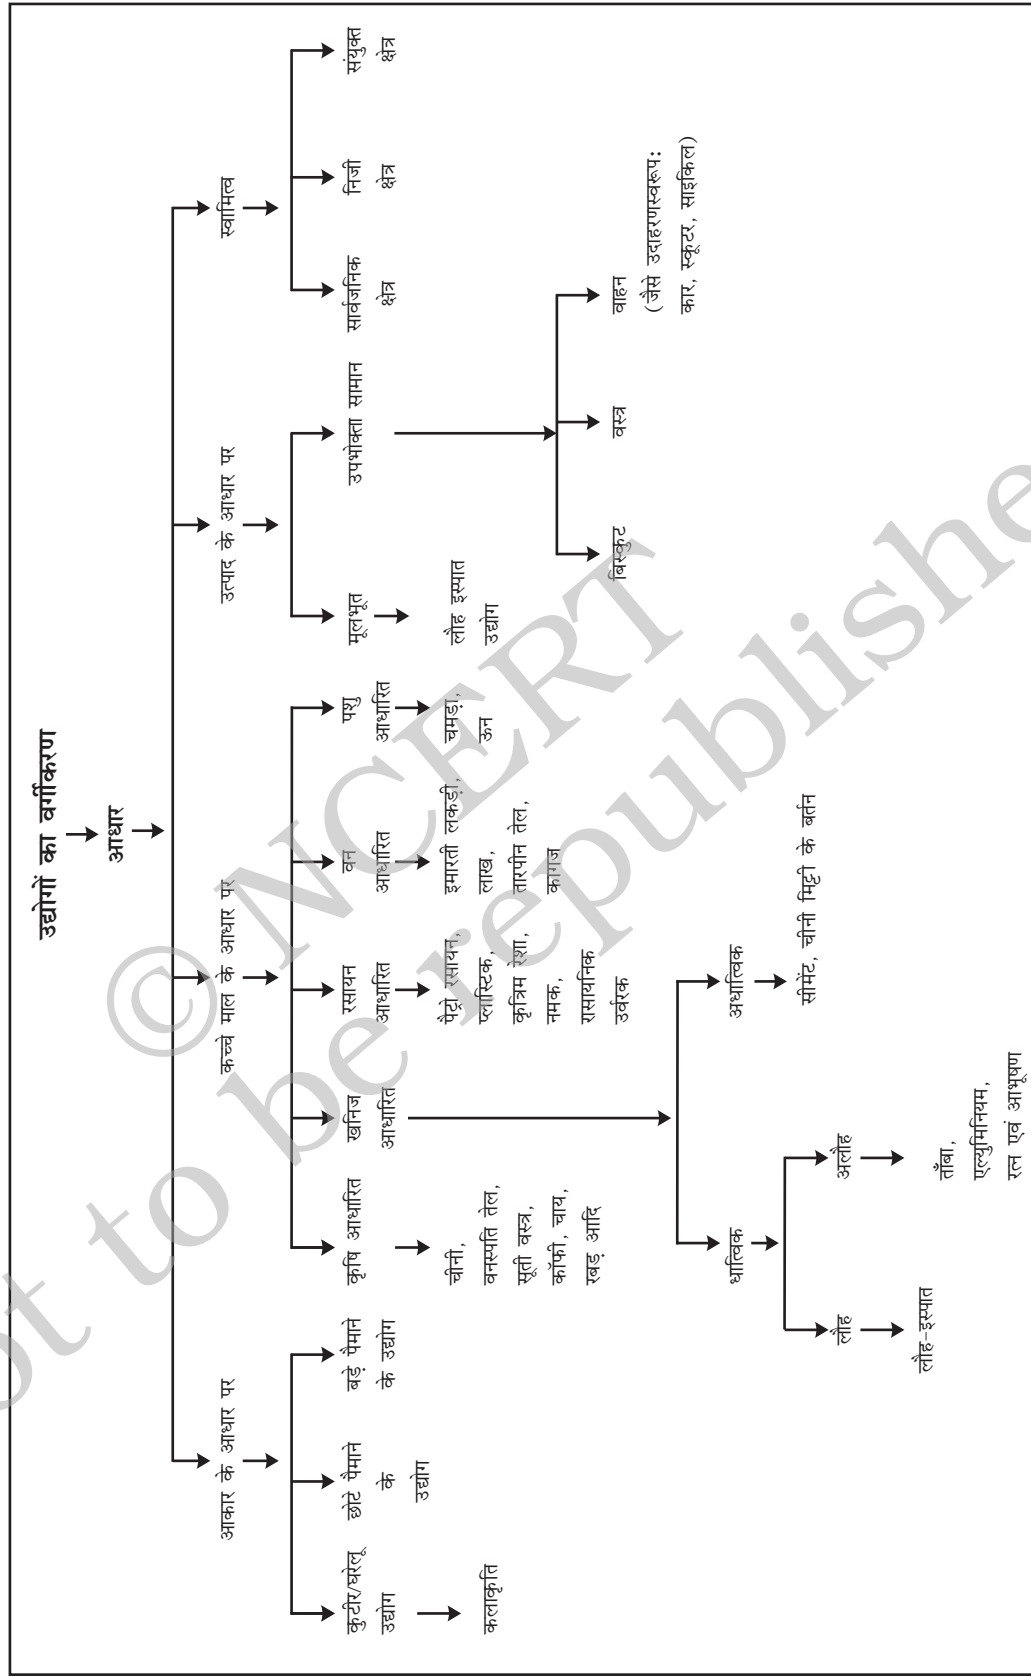 उद्योगों का वर्गीकरण
आधार
आकार के आधार पर
कुटीर/घरेलू
उद्योग
कलाकृति
छोटे पैमाने
के
उद्योग
बड़े पैमाने
के उद्योग
कच्चे माल के आधार पर
कृषि आधारित
चीनी,
वनस्पति तेल,
सूती वस्त्र,
कॉफी, चाय,
रबड़ आदि
खनिज
आधारित
धात्विक
लौह
लौह-इस्पात
अलौह
ताँबा,
एल्युमिनियम,
रत्न एवं आभूषण
अधात्विक
सीमेंट, चीनी मिट्टी के बर्तन
रसायन
आधारित
पैट्रो रसायन,
प्लास्टिक,
कृत्रिम रेशा,
नमक,
रासायनिक
उर्वरक
वन
आधारित
इमारती लकड़ी,
लाख,
तारपीन तेल,
कागज
पशु
आधारित
चमड़ा,
ऊन
उत्पाद के आधार पर
मूलभूत
लौह इस्पात
उद्योग
उपभोक्ता सामान
बिस्कुट
वस्त्र
वाहन
(जैसे उदाहरणस्वरूप:
कार, स्कूटर, साइकिल)
स्वामित्व
सार्वजनिक
क्षेत्र
निजी
क्षेत्र
संयुक्त
क्षेत्र
© NCERT
not to be republishe